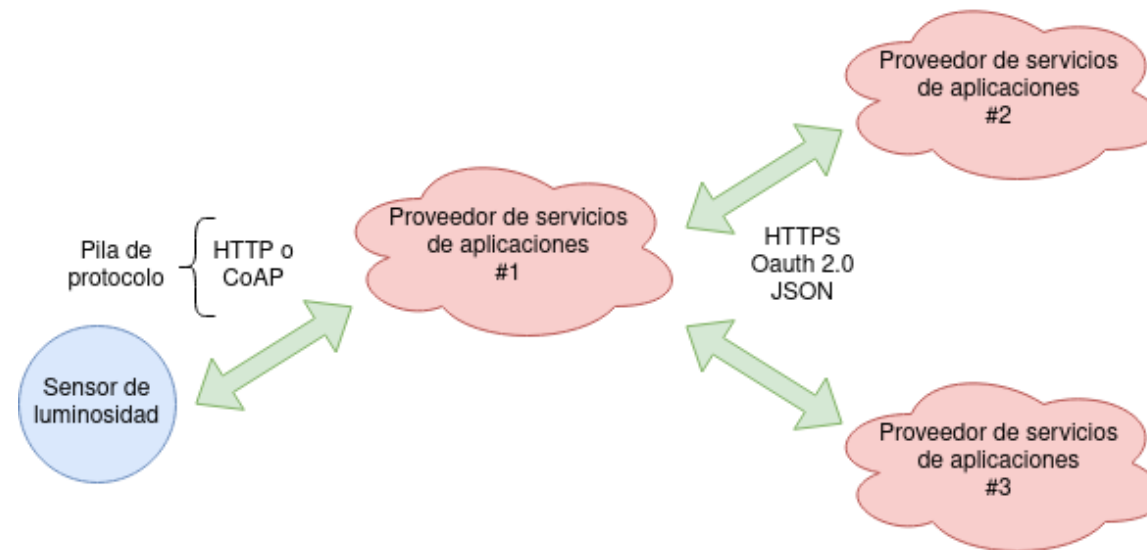 Proveedor de servicios
de aplicaciones
#2
Proveedor de servicios
de aplicaciones
#1
Pila de
protocolo
HTTP o
CoAP
HTTPS
Oauth 2.0
JSON
Sensor de
luminosidad
Proveedor de servicios
de aplicaciones
#3